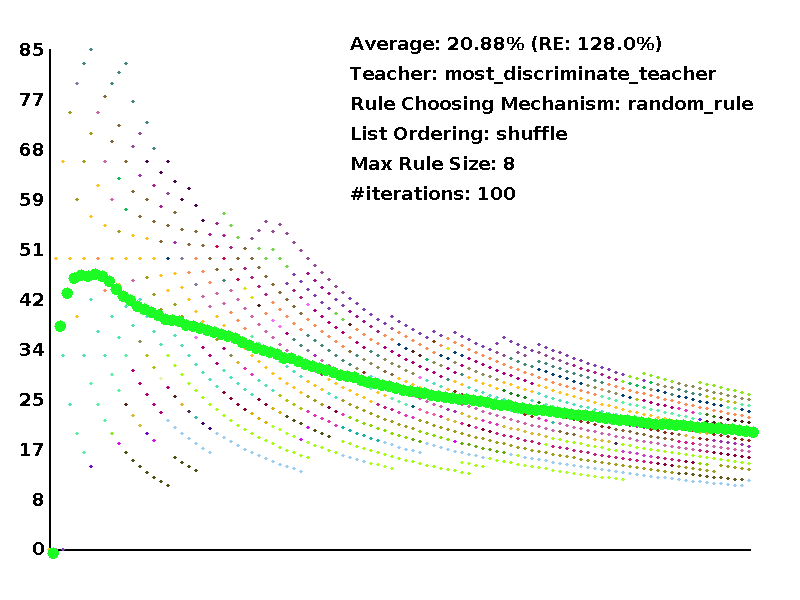 Average: 20.88% (RE: 128.0%)
Teacher: most_discriminate_teacher
Rule Choosing Mechanism: random_rule
List Ordering: shuffle
Max Rule Size: 8
#iterations: 100
85
77
68
59
51
42
34
25
17
8
0